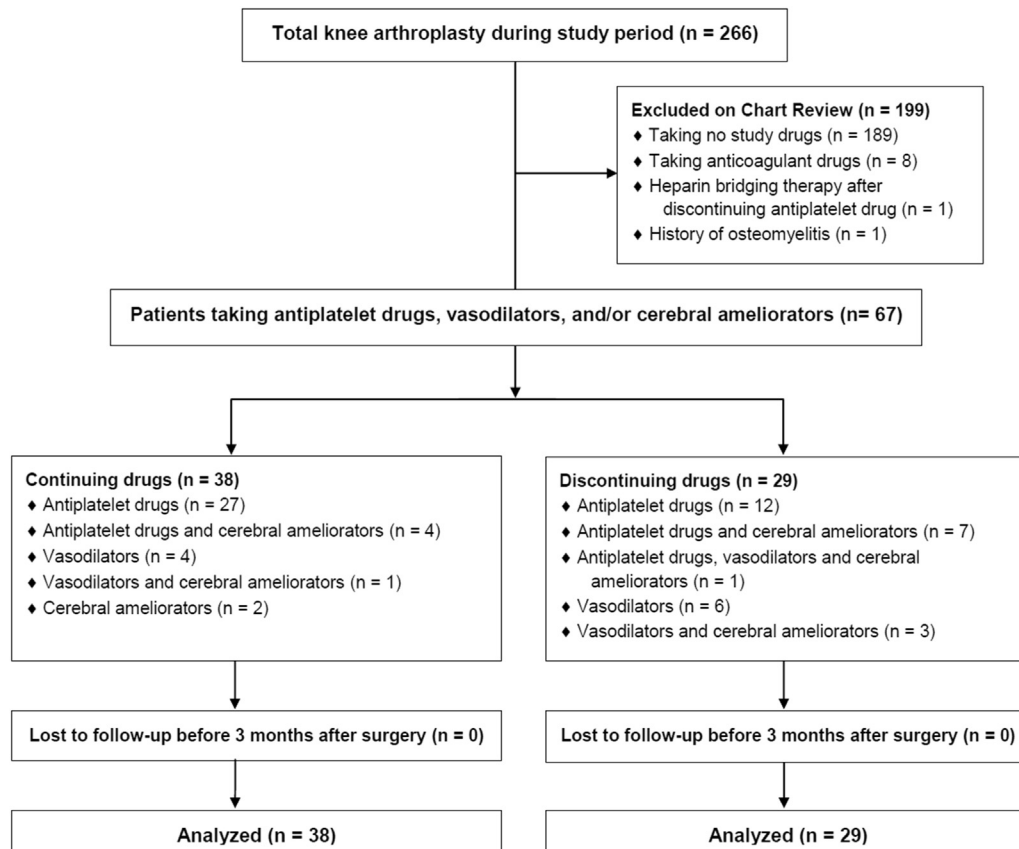 Total knee arthroplasty during study period (n = 266)
Excluded on Chart Review (n = 199)
♦ Taking no study drugs (n = 189)
♦ Taking anticoagulant drugs (n = 8)
♦ Heparin bridging therapy after
discontinuing antiplatelet drug (n = 1)
♦ History of osteomyelitis (n = 1)
Patients taking antiplatelet drugs, vasodilators, and/or cerebral ameliorators (n= 67)
Continuing drugs (n = 38)
♦ Antiplatelet drugs (n = 27)
♦ Antiplatelet drugs and cerebral ameliorators (n = 4)
♦ Vasodilators (n = 4)
♦ Vasodilators and cerebral ameliorators (n = 1)
♦ Cerebral ameliorators (n = 2)
Discontinuing drugs (n = 29)
♦ Antiplatelet drugs (n = 12)
♦ Antiplatelet drugs and cerebral ameliorators (n = 7)
♦ Antiplatelet drugs, vasodilators and cerebral
ameliorators (n = 1)
♦ Vasodilators (n = 6)
♦ Vasodilators and cerebral ameliorators (n = 3)
Lost to follow-up before 3 months after surgery (n = 0)
Lost to follow-up before 3 months after surgery (n = 0)
Analyzed (n = 38)
Analyzed (n = 29)